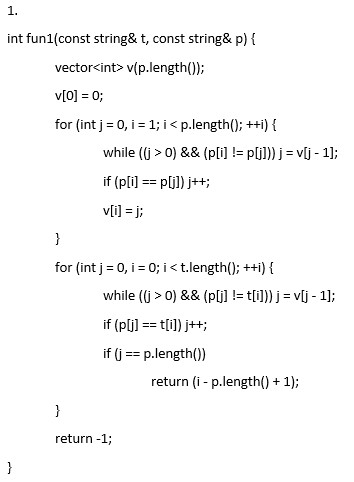 1.
int fun1(const string& t, const string& p) {
vector<int> v(p.length());
v[0] = 0;
for (int j = 0, i = 1; i < p.length(); ++i) {
while ((j > 0) && (p[i] != p[j])) j = v[j - 1];
if (p[i] == p[j]) j++;
v[i] = j;
}
for (int j = 0, i = 0; i < t.length(); ++i) {
while ((j > 0) && (p[j] != t[i])) j = v[j - 1];
if (p[j] == t[i]) j++;
if (j == p.length())
return (i - p.length() + 1);
}
return -1;
}